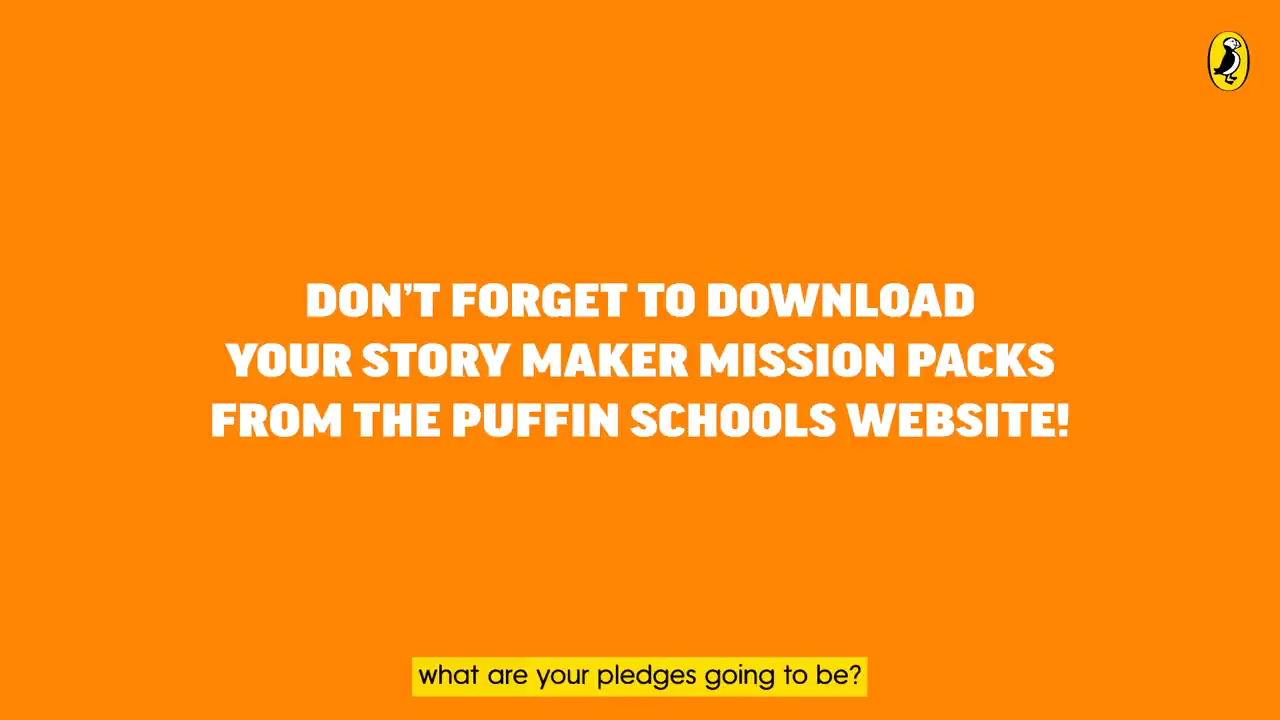 DON'T FORGET TO DOWNLOAD
YOUR STORY MAKER MISSION PACKS
FROM THE PUFFIN SCHOOLS WEBSITE!
what are your pledges going to be?